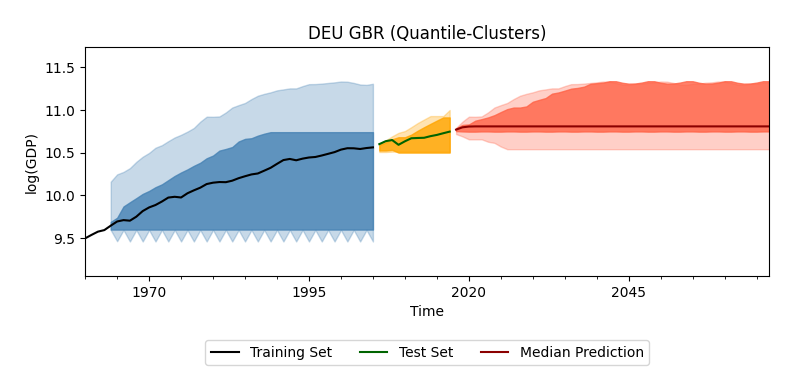 DEU GBR (Quantile-Clusters)
11.5
11.0
10.5
10.0
9.5
log(GDP)
1970
1995
2020
2045
Time
Training Set
Test Set
Median Prediction